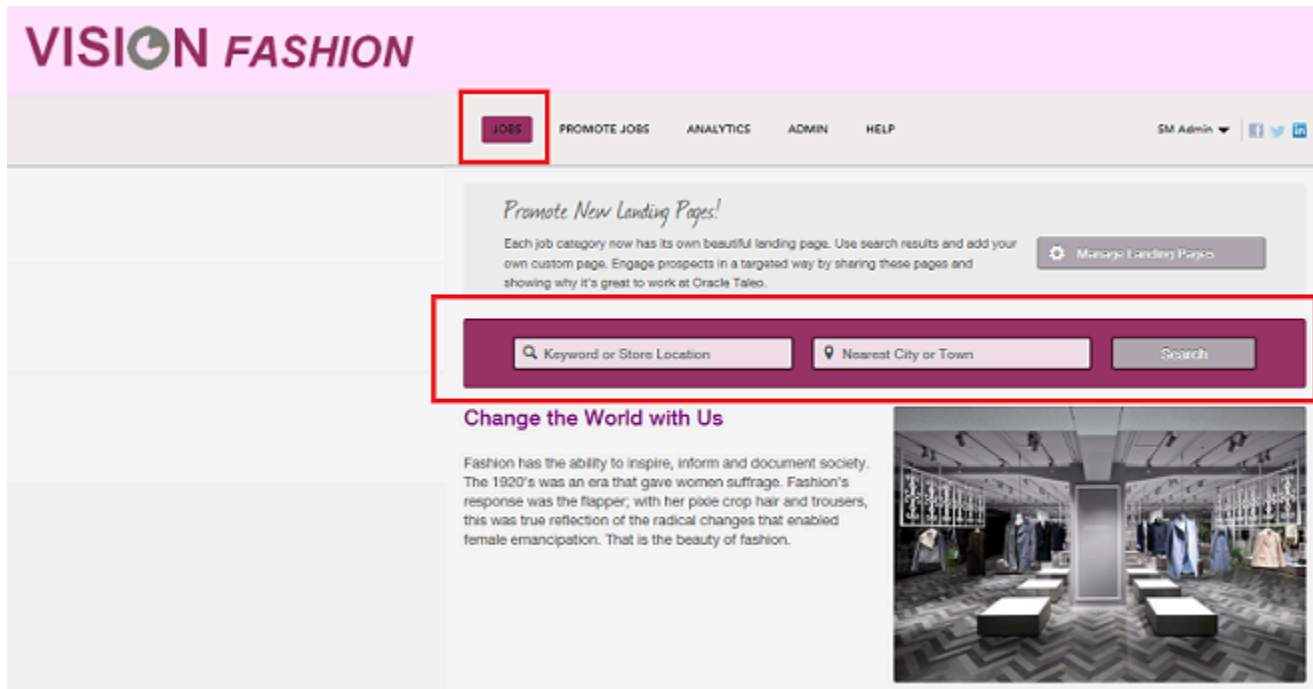 VISION FASHION
JOBS PROMOTE JOBS ANALYTICS ADMIN HELP SM Admin
Promote New Landing Pages!
Each job category now has its own beautiful landing page. Use search results and add your
own custom page. Engage prospects in a targeted way by sharing these pages and
showing why it's great to work at Oracle Taleo.
Manage Landing Pages
Keyword or Store Location Nearest City or Town Search
Change the World with Us
Fashion has the ability to inspire, inform and document society.
The 1920's was an era that gave women suffrage. Fashion's
response was the flapper; with her pixie crop hair and trousers,
this was true reflection of the radical changes that enabled
female emancipation. That is the beauty of fashion.